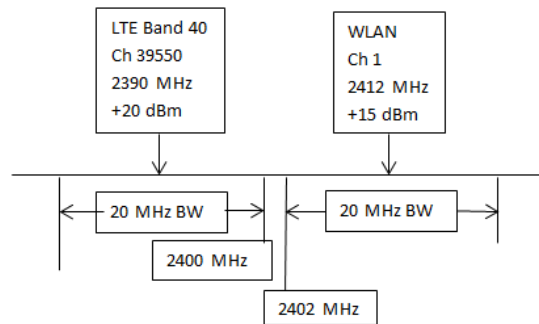 LTE Band 40
Ch 39550
2390 MHz
+20 dBm
WLAN
Ch 1
2412 MHz
+15 dBm
20 MHz BW
20 MHz BW
2400 MHz
2402 MHz